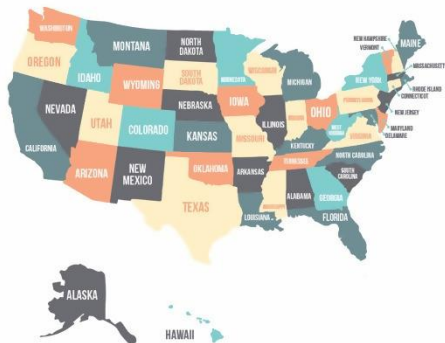 WASHINGTON
OREGON
CALIFORNIA
NEVADA
IDAHO
MONTANA
WYOMING
UTAH
ARIZONA
COLORADO
NEW
MEXICO
NORTH
DAKOTA
SOUTH
DAKOTA
NEBRASKA
KANSAS
OKLAHOMA
TEXAS
MINNESOTA
IOWA
MISSOURI
ARKANSAS
LOUISIANA
WISCONSIN
ILLINOIS
MICHIGAN
INDIANA
OHIO
KENTUCKY
TENNESSEE
MISSISSIPPI
ALABAMA
GEORGIA
FLORIDA
SOUTH
CAROLINA
NORTH CAROLINA
VIRGINIA
WEST
VIRGINIA
PENNSYLVANIA
NEW YORK
NEW HAMPSHIRE
VERMONT
MAINE
MASSACHUSETTS
RHODE ISLAND
CONNECTICUT
NEW JERSEY
MARYLAND
DELAWARE
ALASKA
HAWAII